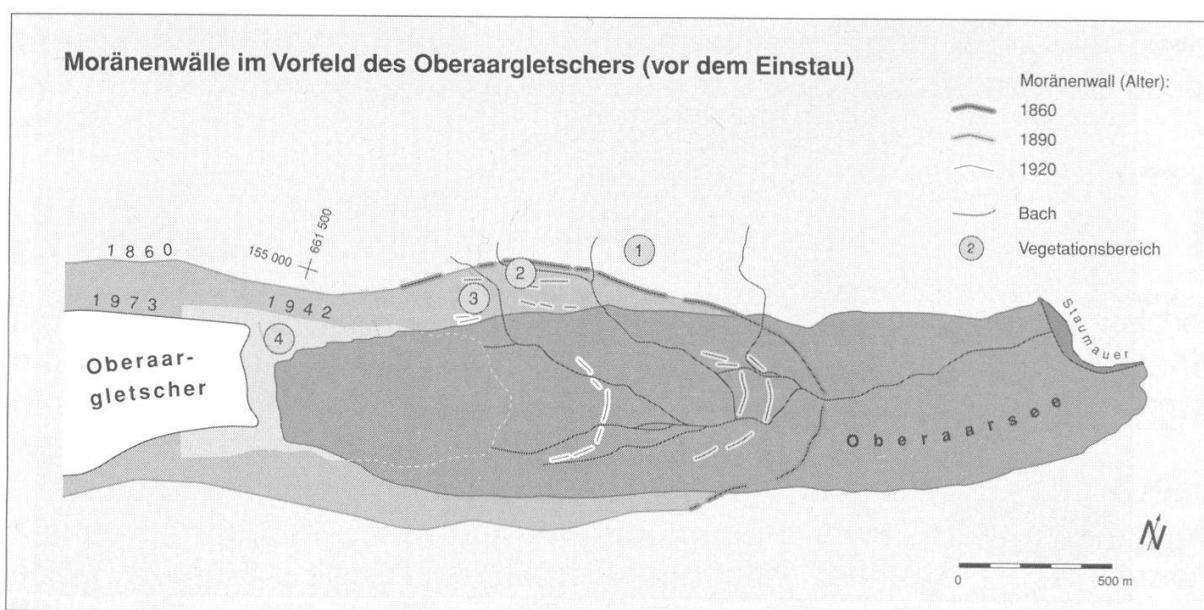 Moränenwälle im Vorfeld des Oberaargletschers (vor dem Einstau)
Moränenwall (Alter):
1860
1890
1920
Bach
2 Vegetationsbereich
1860
155 000
661 500
1973
1942
1
2
3
4
Oberaar-
gletscher
Staumauer
Oberaarsee
N
0 500 m